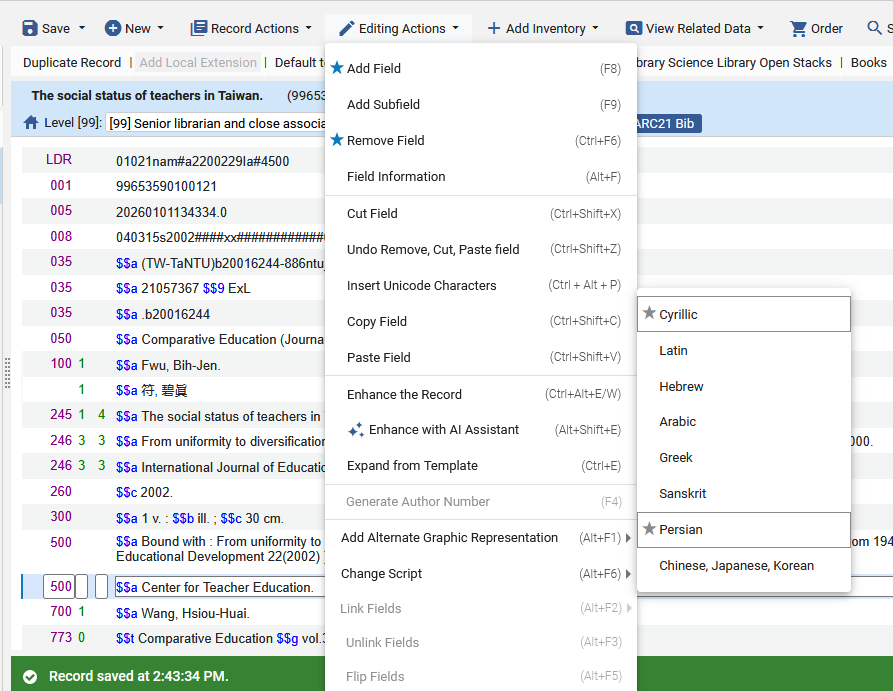 Save New Record Actions Editing Actions Add Inventory View Related Data Order
Duplicate Record | Add Local Extension | Default Library Science Library Open Stacks | Books
The social status of teachers in Taiwan. (99653
Level [99]: [99] Senior librarian and close associa ARC21 Bib
LDR 01021nam#a2200229Ia#4500
001 99653590100121
005 20260101134334.0
008 040315s2002####xx############
035 $$a (TW-TaNTU)b20016244-886ntu
035 $$a 21057367 $$9 ExL
035 $$a .b20016244
050 $$a Comparative Education (Journa
100 1 $$a Fwu, Bih-Jen.
1 $$a 符, 碧眞
245 1 4 $$a The social status of teachers in
246 3 3 $$a From uniformity to diversification 000.
246 3 3 $$a International Journal of Educatio
260 $$c 2002.
300 $$a 1 v. : $$b ill. ; $$c 30 cm.
500 $$a Bound with : From uniformity to om 194
Educational Development 22(2002)
500 $$a Center for Teacher Education.
700 1 $$a Wang, Hsiou-Huai.
773 0 $$t Comparative Education $$g vol.3
Record saved at 2:43:34 PM.
Add Field (F8)
Add Subfield (F9)
Remove Field (Ctrl+F6)
Field Information (Alt+F)
Cut Field (Ctrl+Shift+X)
Undo Remove, Cut, Paste field (Ctrl+Shift+Z)
Insert Unicode Characters (Ctrl + Alt + P)
Copy Field (Ctrl+Shift+C)
Paste Field (Ctrl+Shift+V)
Enhance the Record (Ctrl+Alt+E/W)
Enhance with AI Assistant (Alt+Shift+E)
Expand from Template (Ctrl+E)
Generate Author Number (F4)
Add Alternate Graphic Representation (Alt+F1)
Change Script (Alt+F6)
Link Fields (Alt+F2)
Unlink Fields (Alt+F3)
Flip Fields (Alt+F5)
Cyrillic
Latin
Hebrew
Arabic
Greek
Sanskrit
Persian
Chinese, Japanese, Korean